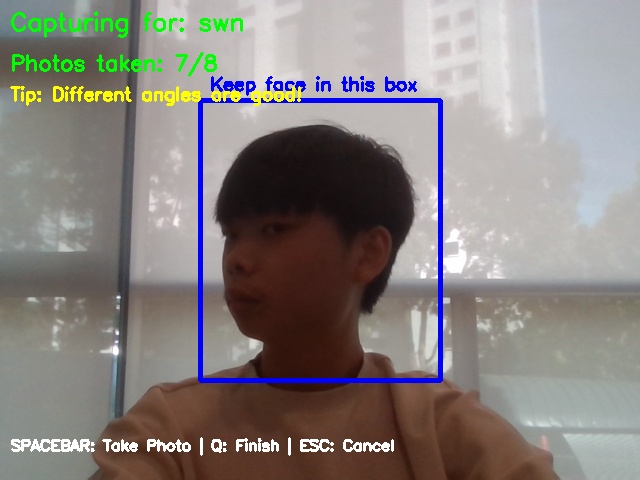 Capturing for: swn
Photos taken: 7/8
Keep face in this box
Tip: Different angles are good!
SPACEBAR: Take Photo | Q: Finish | ESC: Cancel